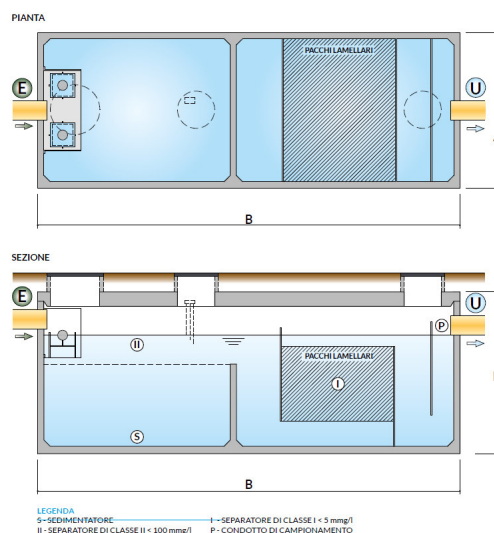 PIANTA
PACCHI LAMELLARI
E
U
B
SEZIONE
E
U
P
II
PACCHI LAMELLARI
I
S
B
LEGENDA
S - SEDIMENTATORE
I - SEPARATORE DI CLASSE I < 5 mmg/l
II - SEPARATORE DI CLASSE II < 100 mmg/l
P - CONDOTTO DI CAMPIONAMENTO